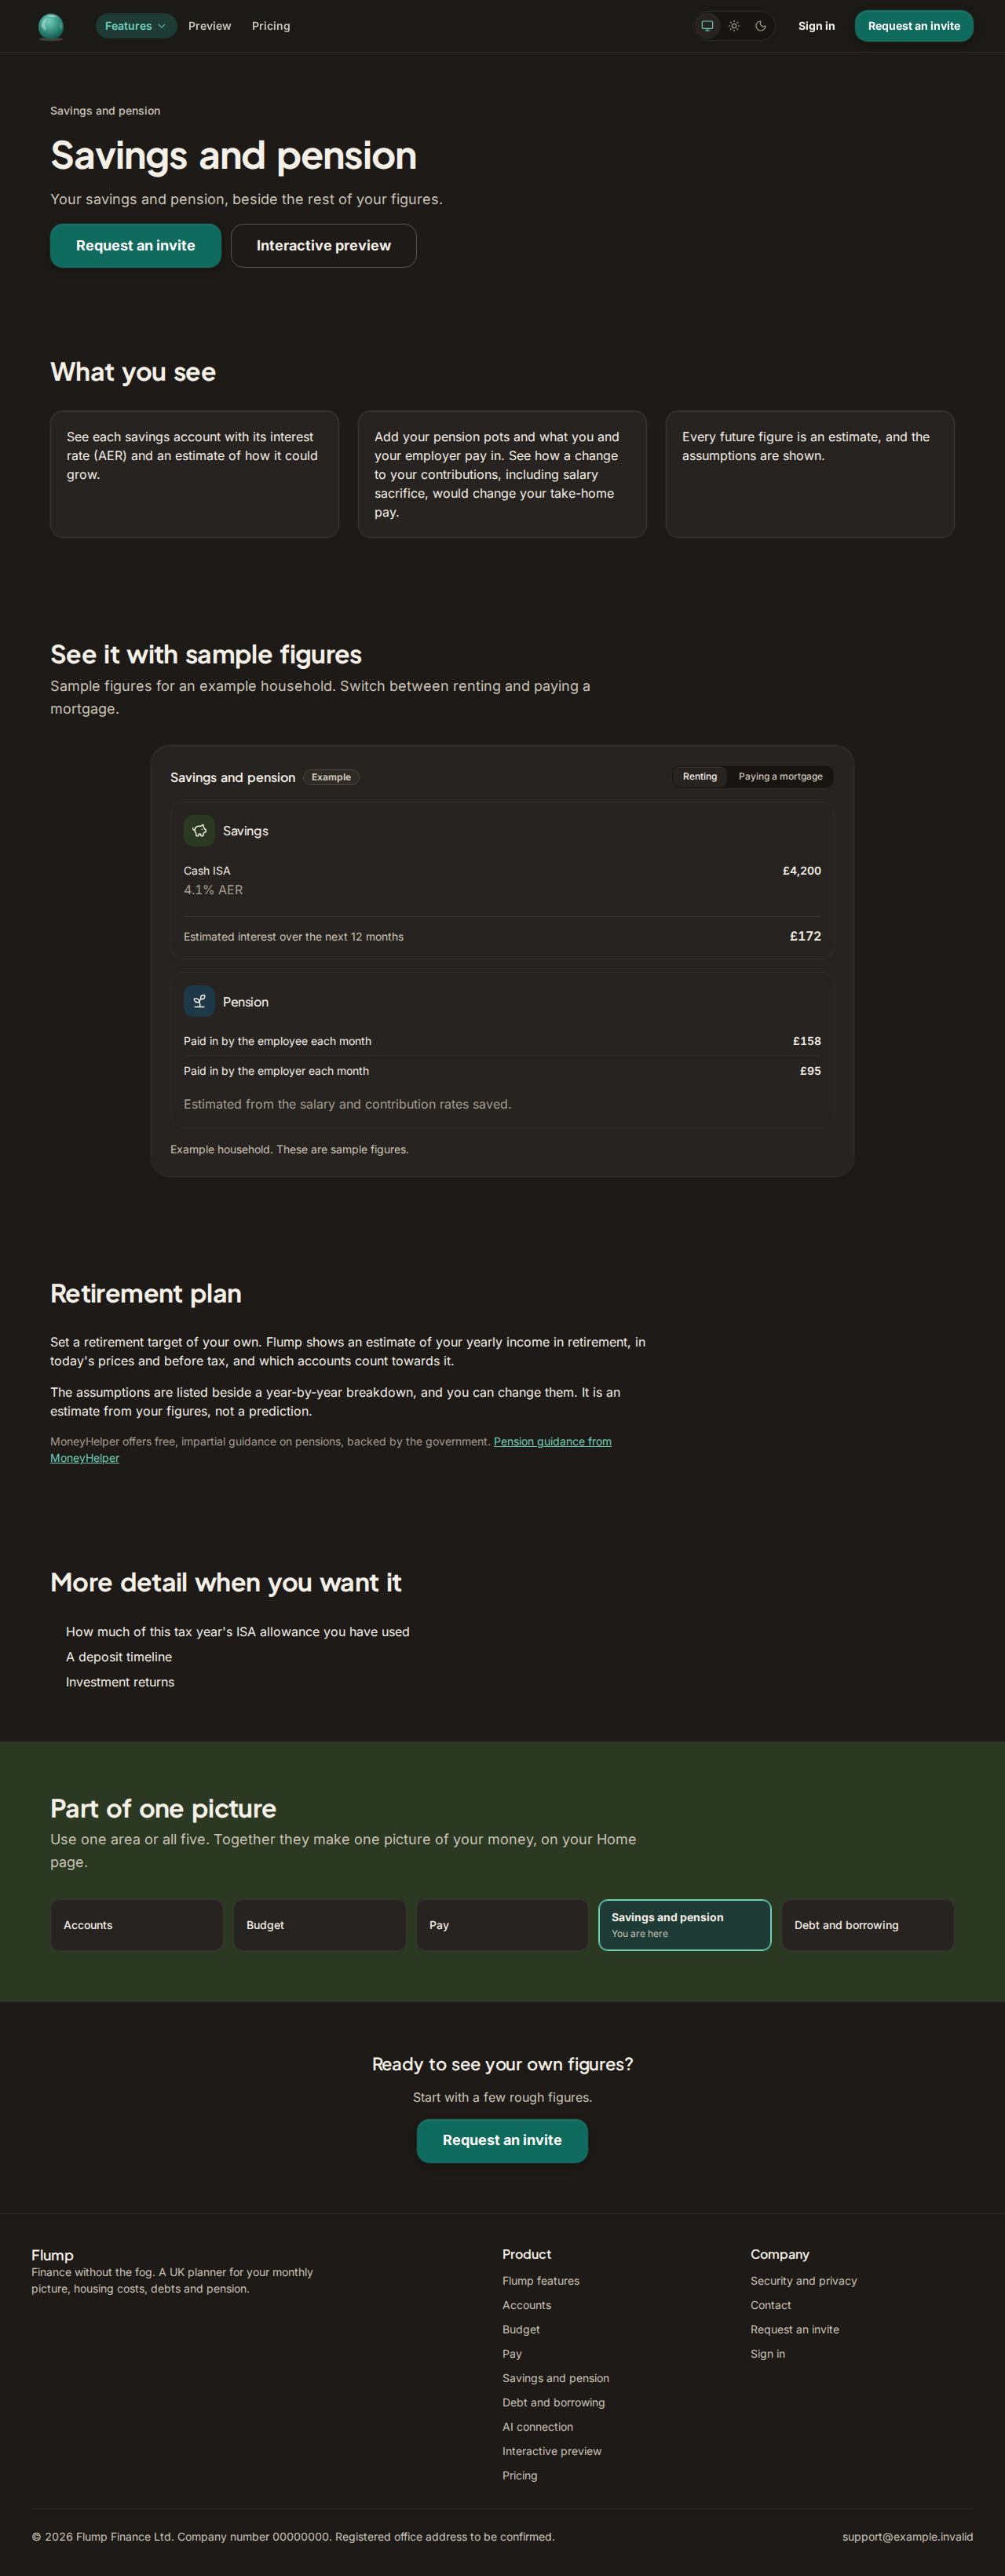 Features
Preview
Pricing
Sign in
Request an invite
Savings and pension
Savings and pension
Your savings and pension, beside the rest of your figures.
Request an invite
Interactive preview
What you see
See each savings account with its interest
rate (AER) and an estimate of how it could
grow.
Add your pension pots and what you and
your employer pay in. See how a change
to your contributions, including salary
sacrifice, would change your take-home
pay.
Every future figure is an estimate, and the
assumptions are shown.
See it with sample figures
Sample figures for an example household. Switch between renting and paying a
mortgage.
Savings and pension
Example
Renting
Paying a mortgage
Savings
Cash ISA
£4,200
4.1% AER
Estimated interest over the next 12 months
£172
Pension
Paid in by the employee each month
£158
Paid in by the employer each month
£95
Estimated from the salary and contribution rates saved.
Example household. These are sample figures.
Retirement plan
Set a retirement target of your own. Flump shows an estimate of your yearly income in retirement, in
today's prices and before tax, and which accounts count towards it.
The assumptions are listed beside a year-by-year breakdown, and you can change them. It is an
estimate from your figures, not a prediction.
MoneyHelper offers free, impartial guidance on pensions, backed by the government. Pension guidance from
MoneyHelper
More detail when you want it
How much of this tax year's ISA allowance you have used
A deposit timeline
Investment returns
Part of one picture
Use one area or all five. Together they make one picture of your money, on your Home
page.
Accounts
Budget
Pay
Savings and pension
You are here
Debt and borrowing
Ready to see your own figures?
Start with a few rough figures.
Request an invite
Flump
Finance without the fog. A UK planner for your monthly
picture, housing costs, debts and pension.
Product
Flump features
Accounts
Budget
Pay
Savings and pension
Debt and borrowing
AI connection
Interactive preview
Pricing
Company
Security and privacy
Contact
Request an invite
Sign in
© 2026 Flump Finance Ltd. Company number 00000000. Registered office address to be confirmed.
support@example.invalid